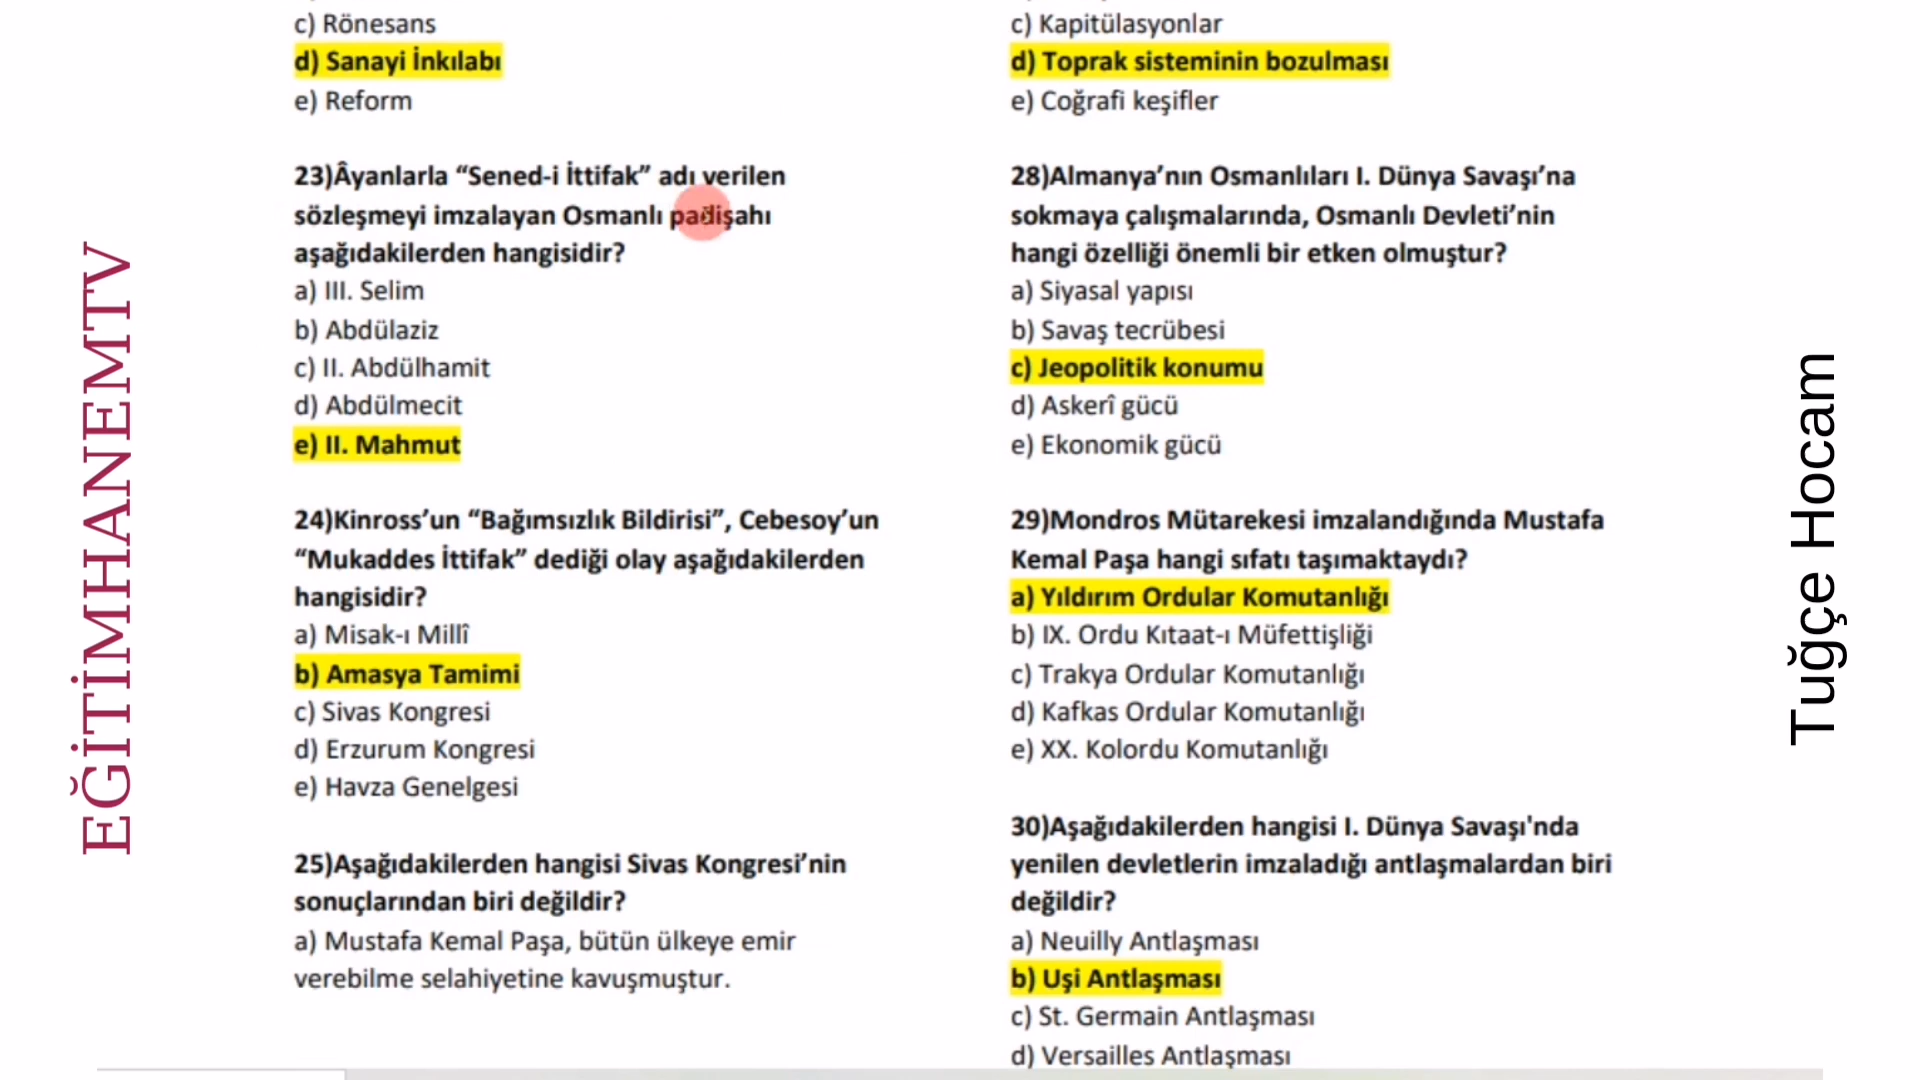 EĞİTİMHANEMTV
c) Rönesans
d) Sanayi İnkılabı
e) Reform
23)Âyanlarla “Sened-i İttifak” adı verilen
sözleşmeyi imzalayan Osmanlı padişahı
aşağıdakilerden hangisidir?
a) III. Selim
b) Abdülaziz
c) II. Abdülhamit
d) Abdülmecit
e) II. Mahmut
24)Kinross’un “Bağımsızlık Bildirisi”, Cebesoy’un
“Mukaddes İttifak” dediği olay aşağıdakilerden
hangisidir?
a) Misak-ı Millî
b) Amasya Tamimi
c) Sivas Kongresi
d) Erzurum Kongresi
e) Havza Genelgesi
25)Aşağıdakilerden hangisi Sivas Kongresi’nin
sonuçlarından biri değildir?
a) Mustafa Kemal Paşa, bütün ülkeye emir
verebilme selahiyetine kavuşmuştur.
c) Kapitülasyonlar
d) Toprak sisteminin bozulması
e) Coğrafi keşifler
28)Almanya’nın Osmanlıları I. Dünya Savaşı’na
sokmaya çalışmalarında, Osmanlı Devleti’nin
hangi özelliği önemli bir etken olmuştur?
a) Siyasal yapısı
b) Savaş tecrübesi
c) Jeopolitik konumu
d) Askerî gücü
e) Ekonomik gücü
29)Mondros Mütarekesi imzalandığında Mustafa
Kemal Paşa hangi sıfatı taşımaktaydı?
a) Yıldırım Ordular Komutanlığı
b) IX. Ordu Kıtaat-ı Müfettişliği
c) Trakya Ordular Komutanlığı
d) Kafkas Ordular Komutanlığı
e) XX. Kolordu Komutanlığı
30)Aşağıdakilerden hangisi I. Dünya Savaşı'nda
yenilen devletlerin imzaladığı antlaşmalardan biri
değildir?
a) Neuilly Antlaşması
b) Uşi Antlaşması
c) St. Germain Antlaşması
d) Versailles Antlaşması
Tuğçe Hocam